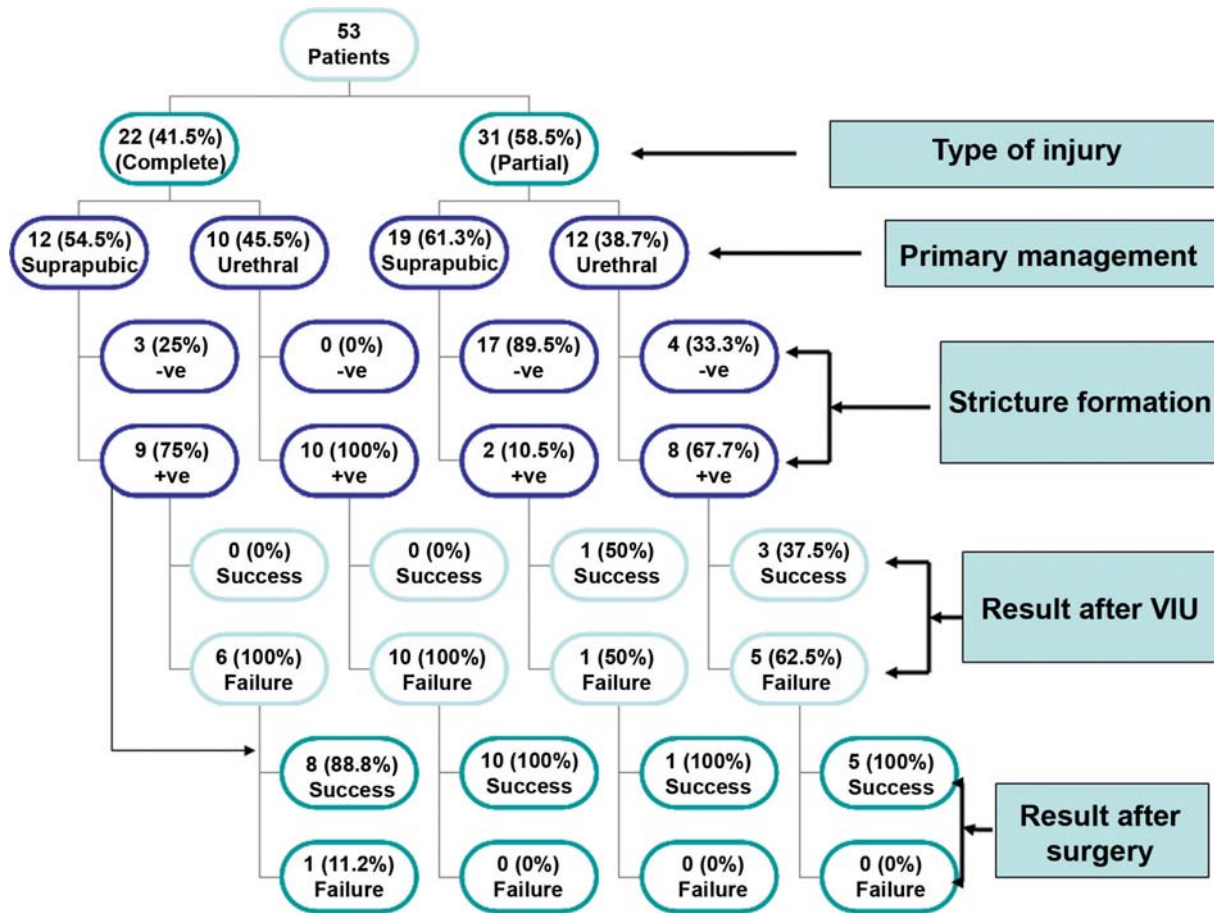 53
Patients
22 (41.5%)
(Complete)
31 (58.5%)
(Partial)
Type of injury
12 (54.5%)
Suprapubic
10 (45.5%)
Urethral
19 (61.3%)
Suprapubic
12 (38.7%)
Urethral
Primary management
3 (25%)
-ve
0 (0%)
-ve
17 (89.5%)
-ve
4 (33.3%)
-ve
Stricture formation
9 (75%)
+ve
10 (100%)
+ve
2 (10.5%)
+ve
8 (67.7%)
+ve
0 (0%)
Success
0 (0%)
Success
1 (50%)
Success
3 (37.5%)
Success
Result after VIU
6 (100%)
Failure
10 (100%)
Failure
1 (50%)
Failure
5 (62.5%)
Failure
8 (88.8%)
Success
10 (100%)
Success
1 (100%)
Success
5 (100%)
Success
Result after
surgery
1 (11.2%)
Failure
0 (0%)
Failure
0 (0%)
Failure
0 (0%)
Failure